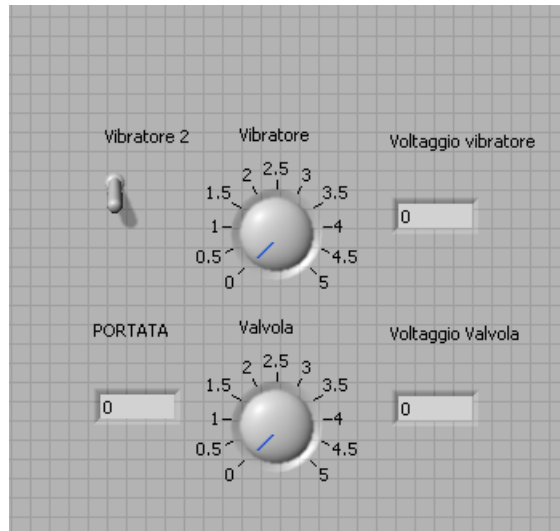 Vibratore 2
Vibratore
Voltaggio vibratore
2.5
2 3
1.5 3.5
1 4
0
0.5 4.5
0 5
PORTATA
Valvola
Voltaggio Valvola
2.5
2 3
1.5 3.5
0
1 4
0
0.5 4.5
0 5